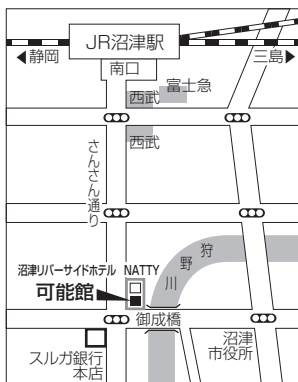 JR沼津駅
静岡
三島
南口
富士急
西武
西武
さんさん通り
狩野川
沼津リバーサイドホテル NATTY
可能館
御成橋
スルガ銀行
本店
沼津
市役所